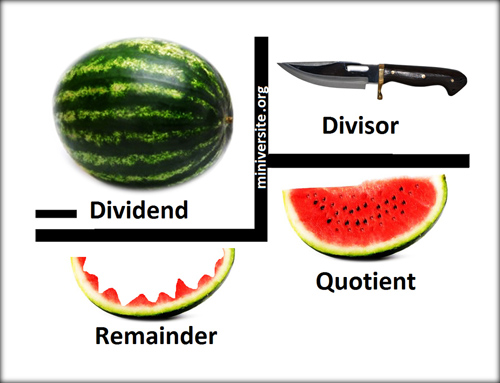 Divisor
miniversite.org
Dividend
Quotient
Remainder